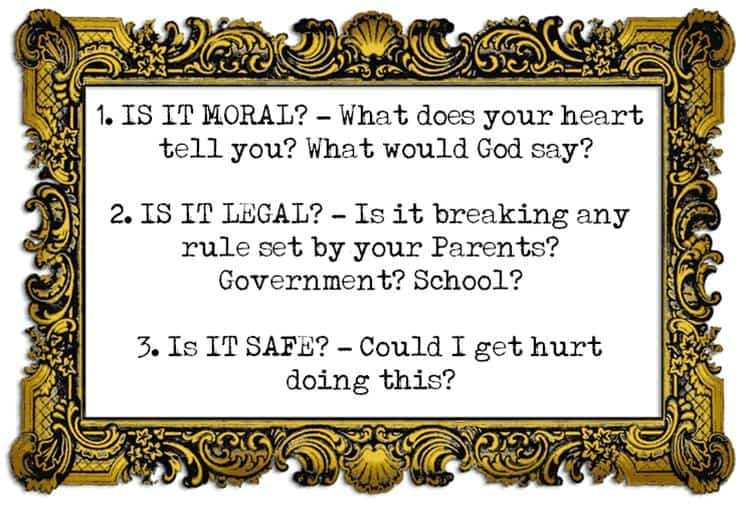 1. IS IT MORAL? – What does your heart
tell you? What would God say?
2. IS IT LEGAL? – Is it breaking any
rule set by your Parents?
Government? School?
3. Is IT SAFE? – Could I get hurt
doing this?